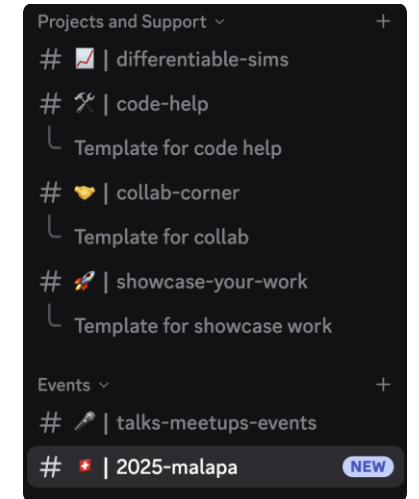 Projects and Support
# 📈 | differentiable-sims
# 🛠 | code-help
Template for code help
# 🤝 | collab-corner
Template for collab
# 🚀 | showcase-your-work
Template for showcase work
Events
# 🎤 | talks-meetups-events
# 🇨🇭 | 2025-malapa NEW